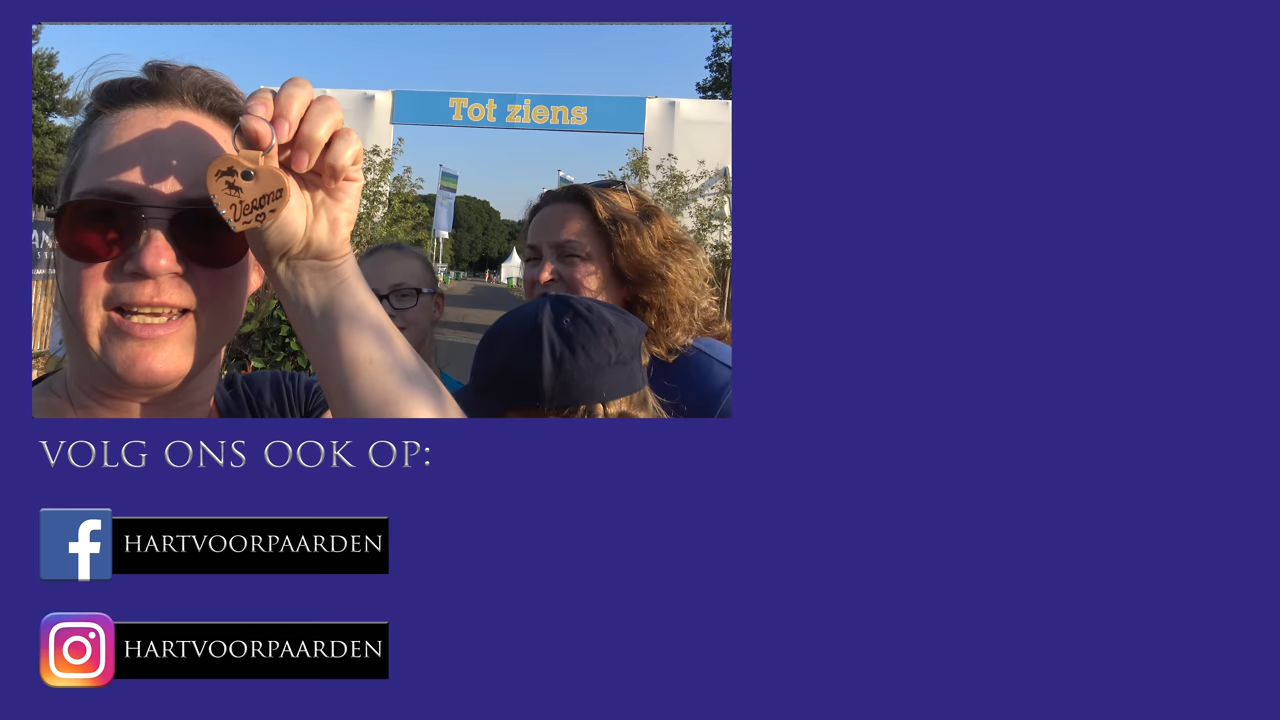 Tot ziens
Verona
VOLG ONS OOK OP:
HARTVOORPAARDEN
HARTVOORPAARDEN